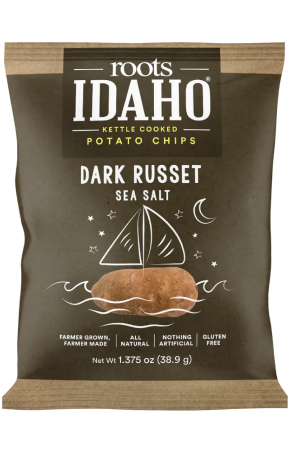 roots
IDAHO®
KETTLE COOKED
POTATO CHIPS
DARK RUSSET
SEA SALT
FARMER GROWN, FARMER MADE | ALL NATURAL | NOTHING ARTIFICIAL | GLUTEN FREE
Net Wt 1.375 oz (38.9 g)